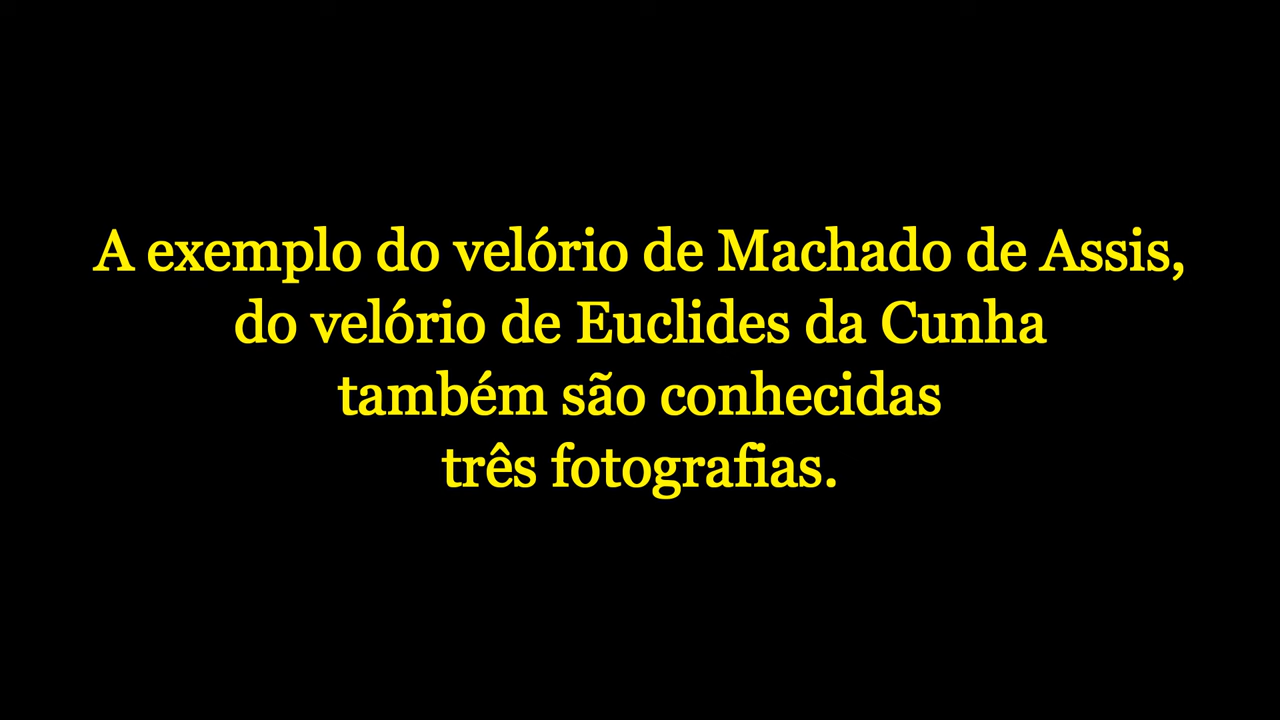 A exemplo do velório de Machado de Assis,
do velório de Euclides da Cunha
também são conhecidas
três fotografias.